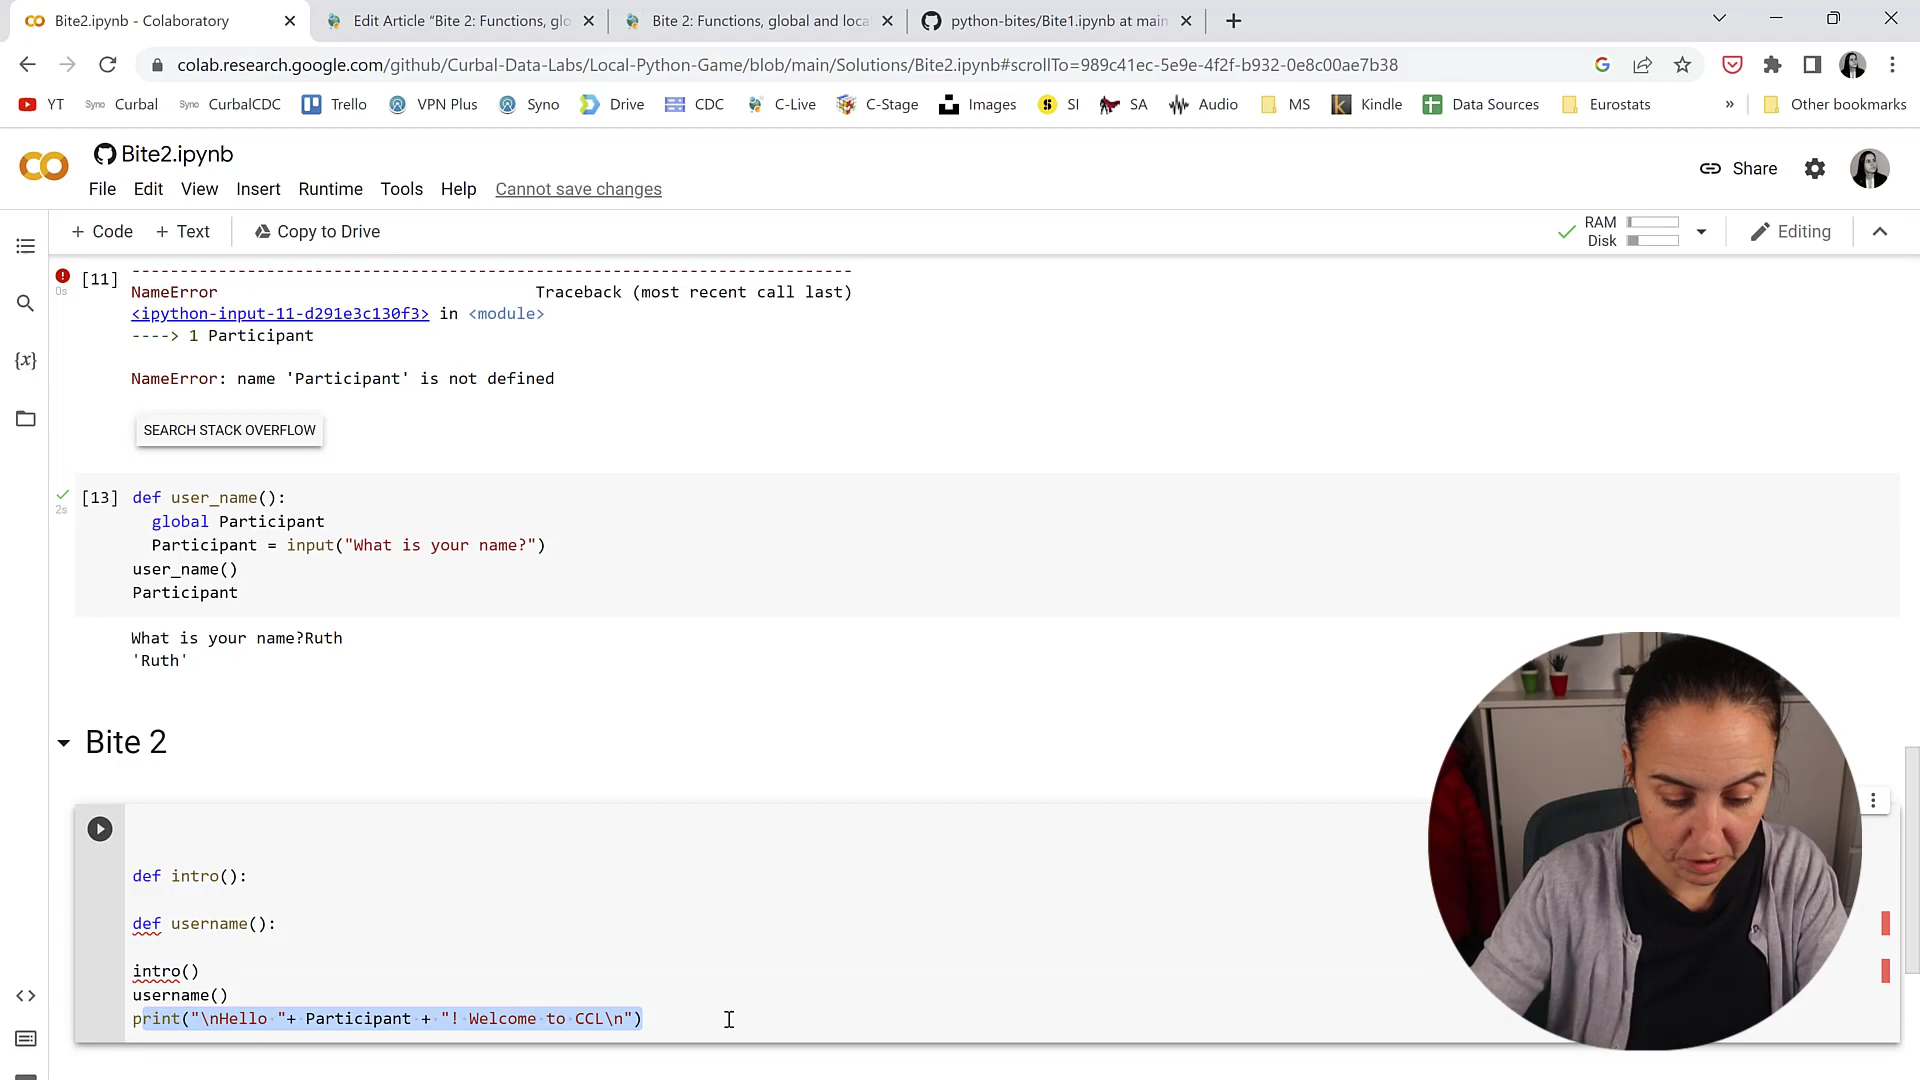 Bite2.ipynb - Colaboratory
Edit Article "Bite 2: Functions, glo
Bite 2: Functions, global and loca
python-bites/Bite1.ipynb at main
colab.research.google.com/github/Curbal-Data-Labs/Local-Python-Game/blob/main/Solutions/Bite2.ipynb#scrollTo=989c41ec-5e9e-4f2f-b932-0e8c00ae7b38
YT Syno Curbal Syno CurbalCDC Trello VPN Plus Syno Drive CDC C-Live C-Stage Images SI SA Audio MS Kindle Data Sources Eurostats » Other bookmarks
Bite2.ipynb
Share
File Edit View Insert Runtime Tools Help Cannot save changes
+ Code + Text Copy to Drive
RAM
Disk
Editing
[11] ---------------------------------------------------------------------------
0s
NameError Traceback (most recent call last)
<ipython-input-11-d291e3c130f3> in <module>
----> 1 Participant
NameError: name 'Participant' is not defined
SEARCH STACK OVERFLOW
[13] def user_name():
2s
global Participant
Participant = input("What is your name?")
user_name()
Participant
What is your name?Ruth
'Ruth'
Bite 2
def intro():
def username():
intro()
username()
print("\nHello "+ Participant + "! Welcome to CCL\n")